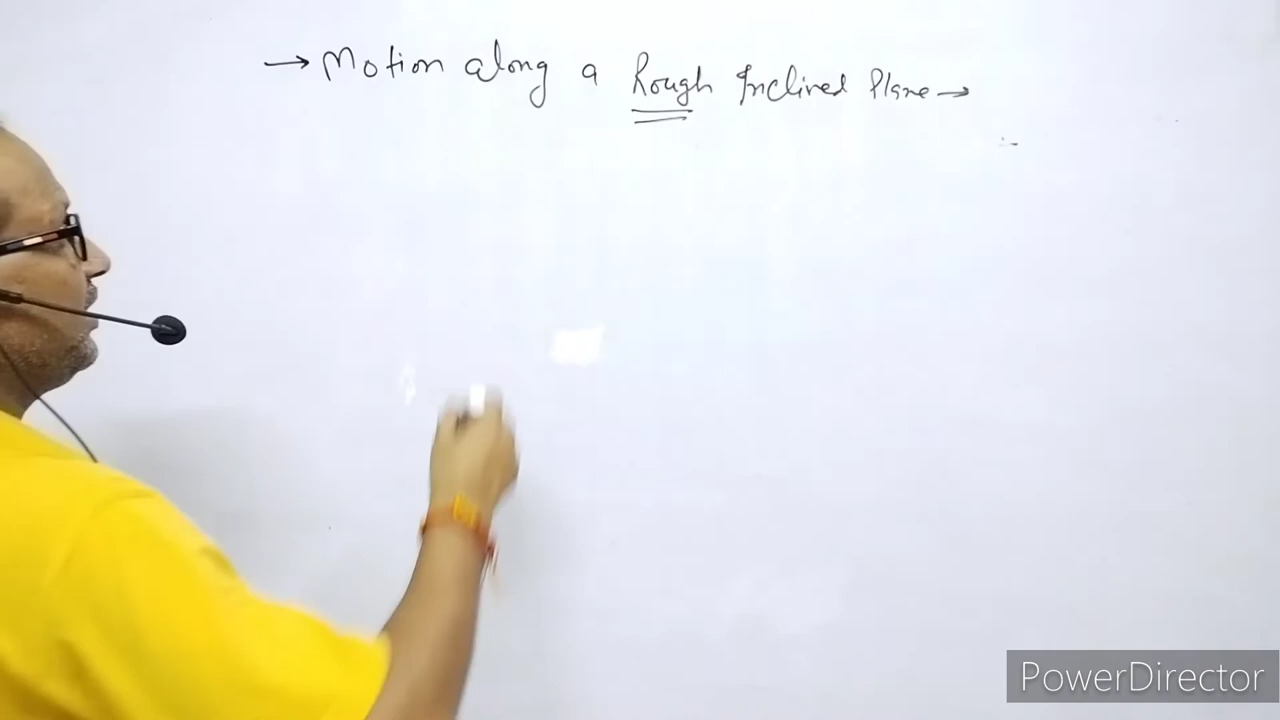 → Motion along a Rough Inclined Plane →
PowerDirector